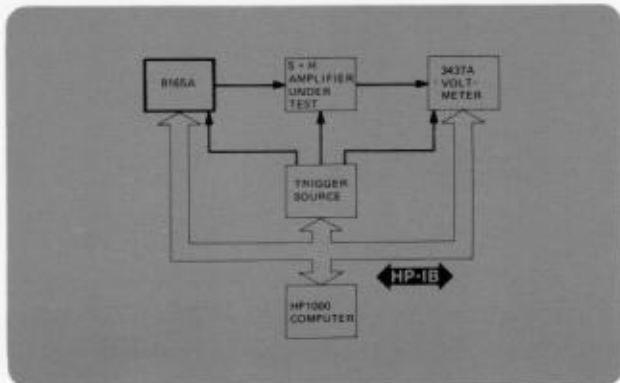 8165A
S + H
AMPLIFIER
UNDER
TEST
3437A
VOLT-
METER
TRIGGER
SOURCE
HP-IB
HP1000
COMPUTER